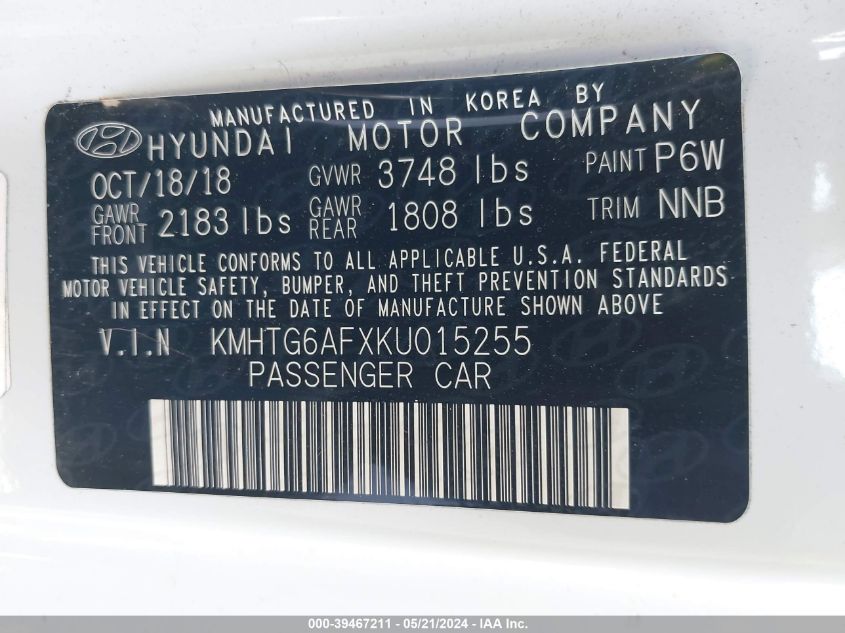 MANUFACTURED IN KOREA BY
HYUNDAI MOTOR COMPANY
OCT/18/18 GVWR 3748 lbs PAINT P6W
GAWR FRONT 2183 lbs GAWR REAR 1808 lbs TRIM NNB
THIS VEHICLE CONFORMS TO ALL APPLICABLE U.S.A. FEDERAL
MOTOR VEHICLE SAFETY, BUMPER, AND THEFT PREVENTION STANDARDS
IN EFFECT ON THE DATE OF MANUFACTURE SHOWN ABOVE
V.I.N KMHTG6AFXKU015255
PASSENGER CAR
000-39467211 - 05/21/2024 - IAA Inc.